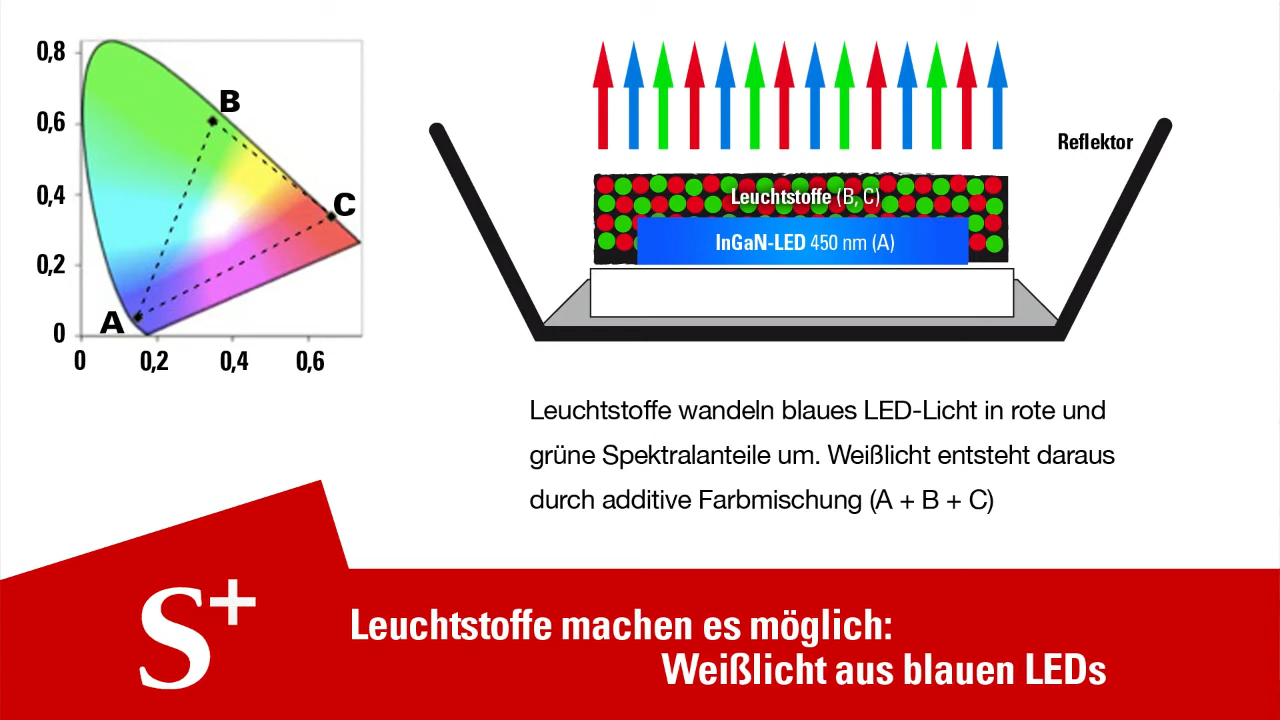 0,8
0,6
0,4
0,2
0
0 0,2 0,4 0,6
B
C
A
Reflektor
Leuchtstoffe (B, C)
InGaN-LED 450 nm (A)
Leuchtstoffe wandeln blaues LED-Licht in rote und
grüne Spektralanteile um. Weißlicht entsteht daraus
durch additive Farbmischung (A + B + C)
S+
Leuchtstoffe machen es möglich:
Weißlicht aus blauen LEDs